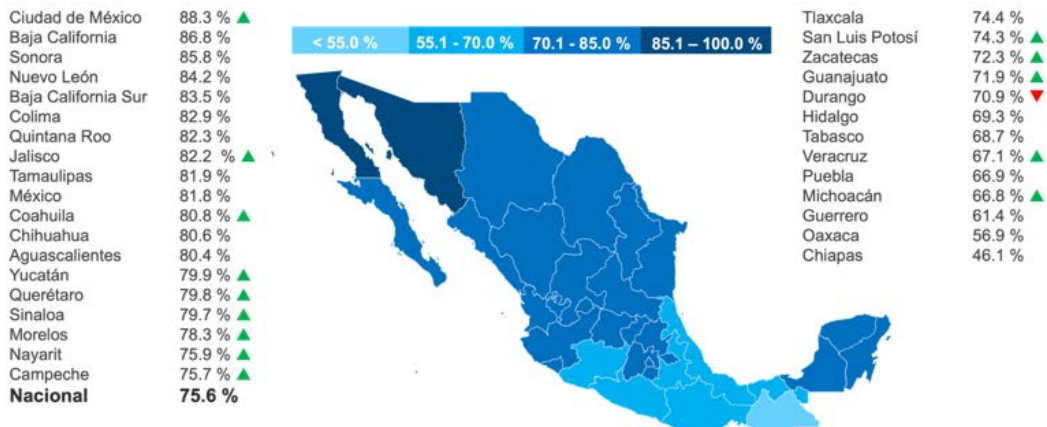 Ciudad de México 88.3 % ▲
Baja California 86.8 %
Sonora 85.8 %
Nuevo León 84.2 %
Baja California Sur 83.5 %
Colima 82.9 %
Quintana Roo 82.3 %
Jalisco 82.2 % ▲
Tamaulipas 81.9 %
México 81.8 %
Coahuila 80.8 % ▲
Chihuahua 80.6 %
Aguascalientes 80.4 %
Yucatán 79.9 % ▲
Querétaro 79.8 % ▲
Sinaloa 79.7 % ▲
Morelos 78.3 % ▲
Nayarit 75.9 % ▲
Campeche 75.7 % ▲
Nacional 75.6 %
< 55.0 % 55.1 - 70.0 % 70.1 - 85.0 % 85.1 – 100.0 %
Tlaxcala 74.4 %
San Luis Potosí 74.3 % ▲
Zacatecas 72.3 % ▲
Guanajuato 71.9 % ▲
Durango 70.9 % ▼
Hidalgo 69.3 %
Tabasco 68.7 %
Veracruz 67.1 % ▲
Puebla 66.9 %
Michoacán 66.8 % ▲
Guerrero 61.4 %
Oaxaca 56.9 %
Chiapas 46.1 %